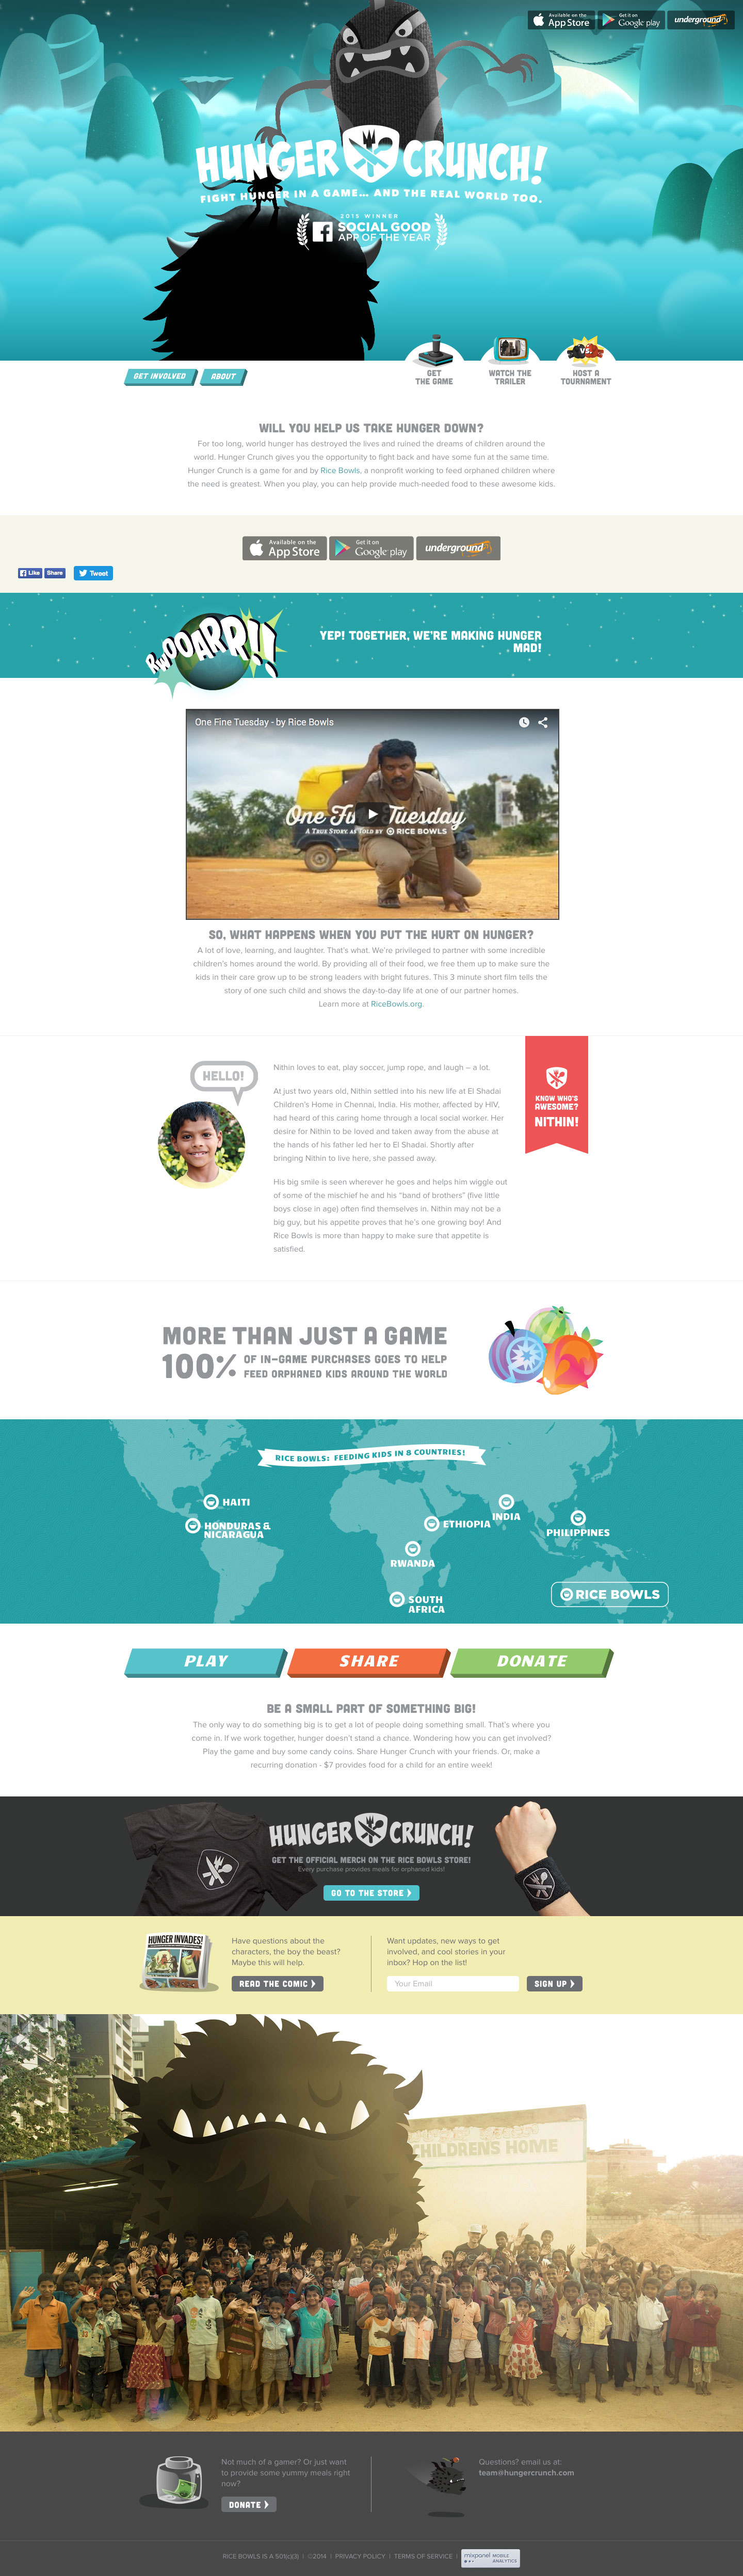 Available on the App Store
Get it on Google play
underground
HUNGER CRUNCH!
FIGHT HUNGER IN A GAME... AND THE REAL WORLD TOO.
2015 WINNER
SOCIAL GOOD
APP OF THE YEAR
GET INVOLVED
ABOUT
GET
THE GAME
WATCH THE
TRAILER
VS
HOST A
TOURNAMENT
WILL YOU HELP US TAKE HUNGER DOWN?
For too long, world hunger has destroyed the lives and ruined the dreams of children around the
world. Hunger Crunch gives you the opportunity to fight back and have some fun at the same time.
Hunger Crunch is a game for and by Rice Bowls, a nonprofit working to feed orphaned children where
the need is greatest. When you play, you can help provide much-needed food to these awesome kids.
Available on the App Store
Get it on Google play
underground
Like
Share
Tweet
RWOOARRR!!
YEP! TOGETHER, WE'RE MAKING HUNGER
MAD!
One Fine Tuesday - by Rice Bowls
One Fine Tuesday
A TRUE STORY, AS TOLD BY RICE BOWLS
SO, WHAT HAPPENS WHEN YOU PUT THE HURT ON HUNGER?
A lot of love, learning, and laughter. That's what. We're privileged to partner with some incredible
children's homes around the world. By providing all of their food, we free them up to make sure the
kids in their care grow up to be strong leaders with bright futures. This 3 minute short film tells the
story of one such child and shows the day-to-day life at one of our partner homes.
Learn more at RiceBowls.org.
HELLO!
Nithin loves to eat, play soccer, jump rope, and laugh – a lot.
At just two years old, Nithin settled into his new life at El Shadai
Children's Home in Chennai, India. His mother, affected by HIV,
had heard of this caring home through a local social worker. Her
desire for Nithin to be loved and taken away from the abuse at
the hands of his father led her to El Shadai. Shortly after
bringing Nithin to live here, she passed away.
His big smile is seen wherever he goes and helps him wiggle out
of some of the mischief he and his "band of brothers" (five little
boys close in age) often find themselves in. Nithin may not be a
big guy, but his appetite proves that he's one growing boy! And
Rice Bowls is more than happy to make sure that appetite is
satisfied.
KNOW WHO'S
AWESOME?
NITHIN!
MORE THAN JUST A GAME
100% OF IN-GAME PURCHASES GOES TO HELP
FEED ORPHANED KIDS AROUND THE WORLD
RICE BOWLS: FEEDING KIDS IN 8 COUNTRIES!
HAITI
HONDURAS &
NICARAGUA
ETHIOPIA
INDIA
PHILIPPINES
RWANDA
SOUTH
AFRICA
RICE BOWLS
PLAY
SHARE
DONATE
BE A SMALL PART OF SOMETHING BIG!
The only way to do something big is to get a lot of people doing something small. That's where you
come in. If we work together, hunger doesn't stand a chance. Wondering how you can get involved?
Play the game and buy some candy coins. Share Hunger Crunch with your friends. Or, make a
recurring donation - $7 provides food for a child for an entire week!
HUNGER CRUNCH!
GET THE OFFICIAL MERCH ON THE RICE BOWLS STORE!
Every purchase provides meals for orphaned kids!
GO TO THE STORE
HUNGER INVADES!
Have questions about the
characters, the boy the beast?
Maybe this will help.
READ THE COMIC
Want updates, new ways to get
involved, and cool stories in your
inbox? Hop on the list!
Your Email
SIGN UP
CHILDRENS HOME
Not much of a gamer? Or just want
to provide some yummy meals right
now?
DONATE
Questions? email us at:
team@hungercrunch.com
RICE BOWLS IS A 501(c)(3) | ©2014 | PRIVACY POLICY | TERMS OF SERVICE |
mixpanel MOBILE ANALYTICS